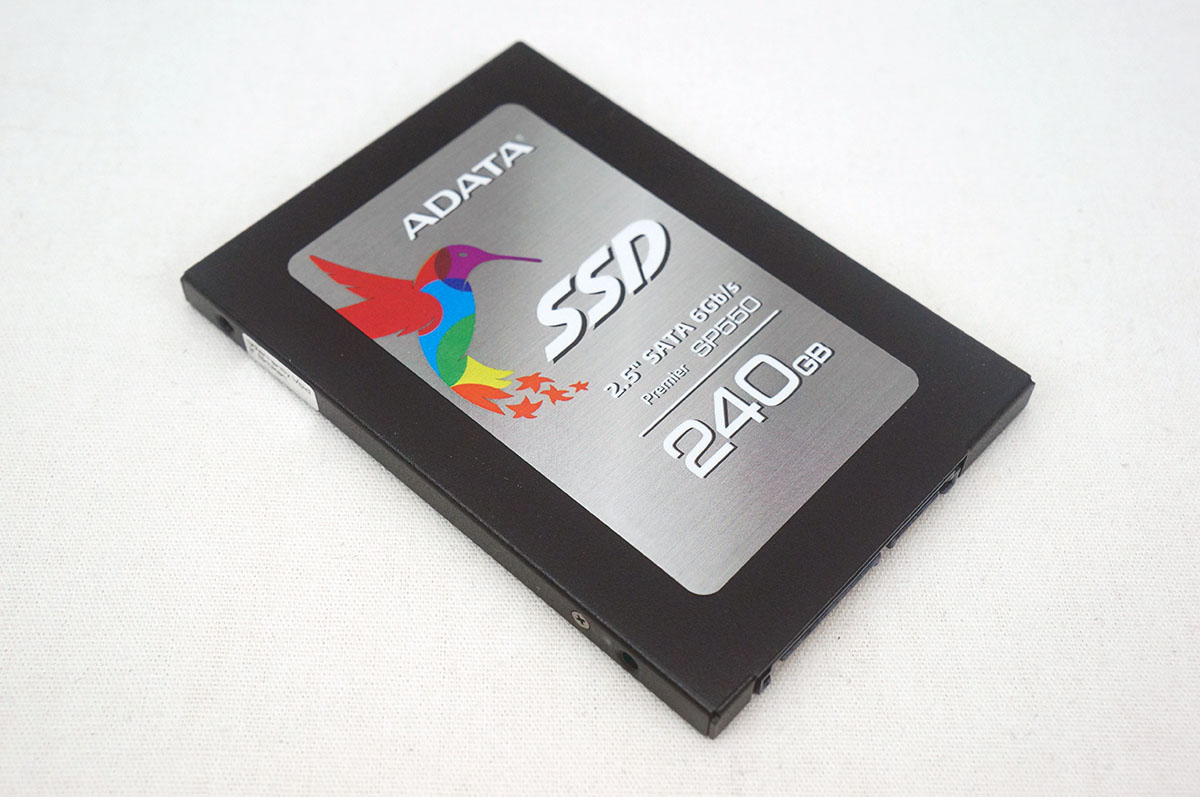 ADATA®
SSD
2.5" SATA 6Gb/s
Premier SP550
240GB